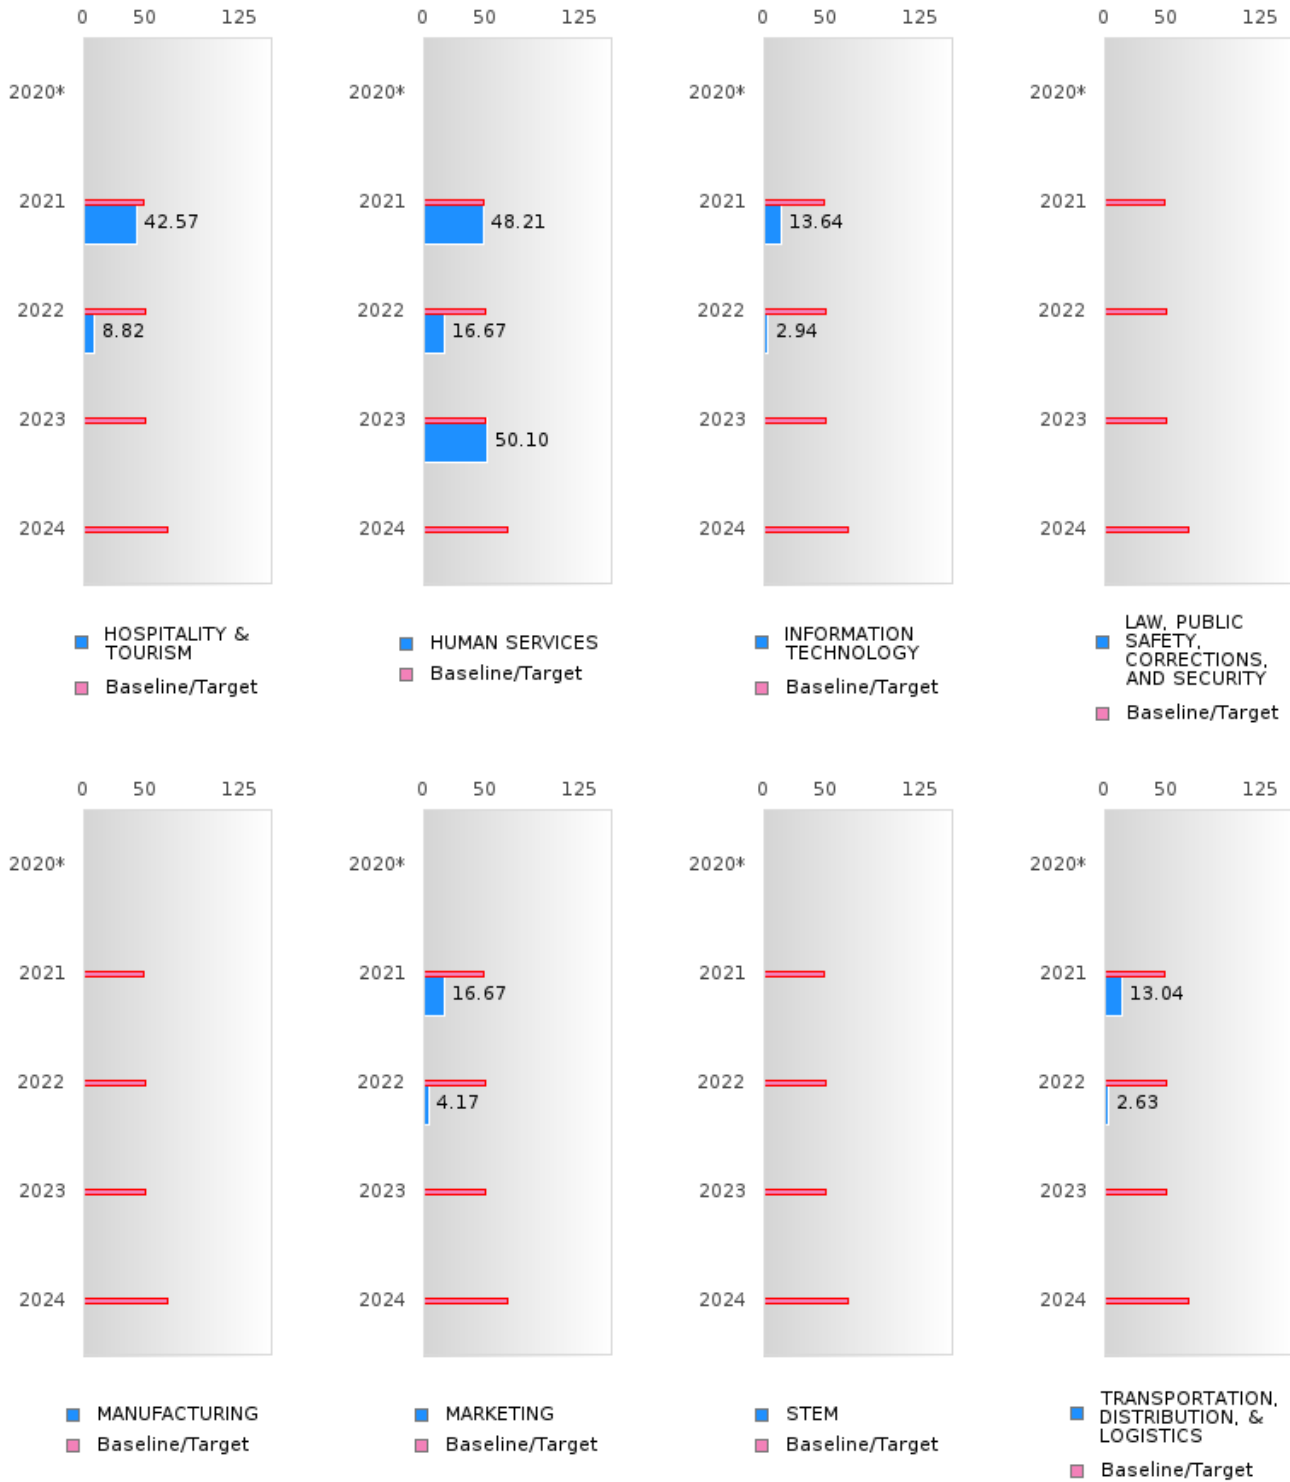 0 50 125 0 50 125 0 50 125 0 50 125
2020* 2020* 2020* 2020*
2021 2021 2021 2021
42.57 48.21 13.64
2022 2022 2022 2022
8.82 16.67 2.94
2023 2023 2023 2023
50.10
2024 2024 2024 2024
HOSPITALITY &
TOURISM
Baseline/Target
HUMAN SERVICES
Baseline/Target
INFORMATION
TECHNOLOGY
Baseline/Target
LAW, PUBLIC
SAFETY,
CORRECTIONS,
AND SECURITY
Baseline/Target
0 50 125 0 50 125 0 50 125 0 50 125
2020* 2020* 2020* 2020*
2021 2021 2021 2021
16.67 13.04
2022 2022 2022 2022
4.17 2.63
2023 2023 2023 2023
2024 2024 2024 2024
MANUFACTURING
Baseline/Target
MARKETING
Baseline/Target
STEM
Baseline/Target
TRANSPORTATION,
DISTRIBUTION, &
LOGISTICS
Baseline/Target